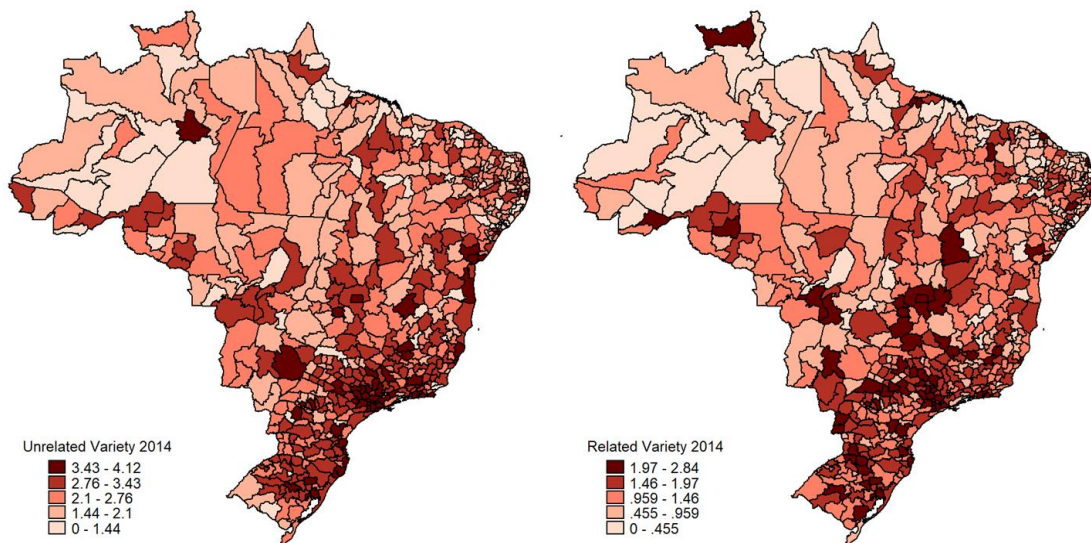 Unrelated Variety 2014
3.43 - 4.12
2.76 - 3.43
2.1 - 2.76
1.44 - 2.1
0 - 1.44
Related Variety 2014
1.97 - 2.84
1.46 - 1.97
.959 - 1.46
.455 - .959
0 - .455